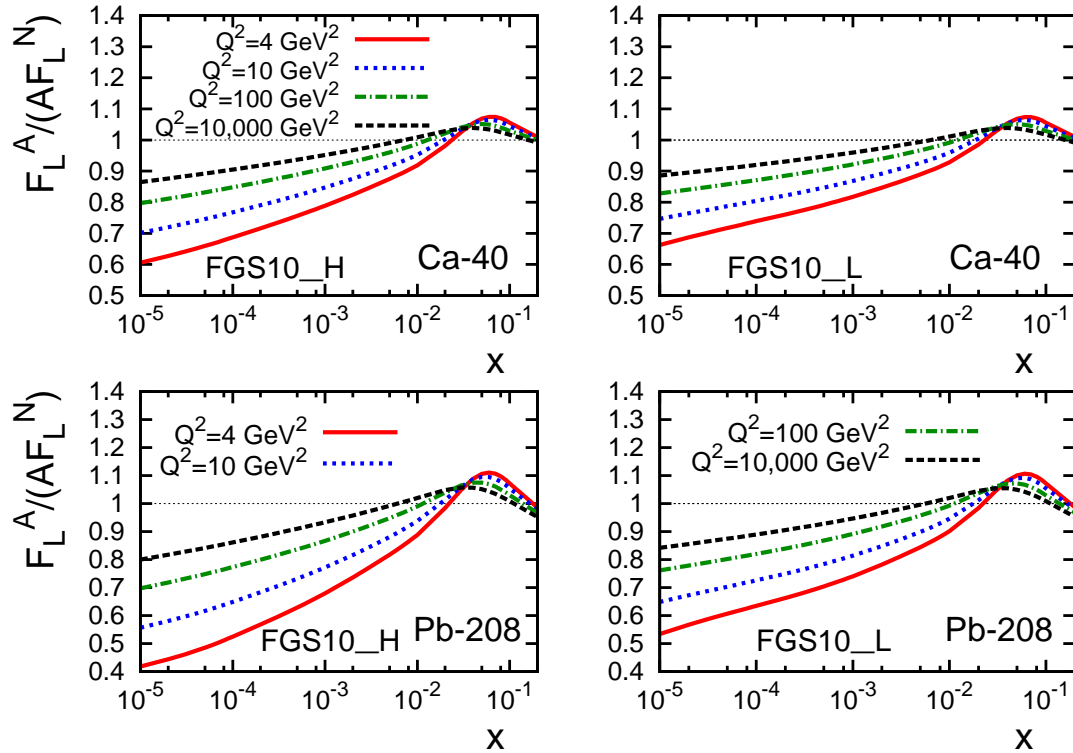 F_L^A/(AF_L^N)
1.4
1.3
1.2
1.1
1
0.9
0.8
0.7
0.6
0.5
Q^2=4 GeV^2
Q^2=10 GeV^2
Q^2=100 GeV^2
Q^2=10,000 GeV^2
FGS10__H
Ca-40
10^-5
10^-4
10^-3
10^-2
10^-1
x
1.4
1.3
1.2
1.1
1
0.9
0.8
0.7
0.6
0.5
FGS10__L
Ca-40
10^-5
10^-4
10^-3
10^-2
10^-1
x
F_L^A/(AF_L^N)
1.4
1.3
1.2
1.1
1
0.9
0.8
0.7
0.6
0.5
0.4
Q^2=4 GeV^2
Q^2=10 GeV^2
FGS10__H
Pb-208
10^-5
10^-4
10^-3
10^-2
10^-1
x
1.4
1.3
1.2
1.1
1
0.9
0.8
0.7
0.6
0.5
0.4
Q^2=100 GeV^2
Q^2=10,000 GeV^2
FGS10__L
Pb-208
10^-5
10^-4
10^-3
10^-2
10^-1
x